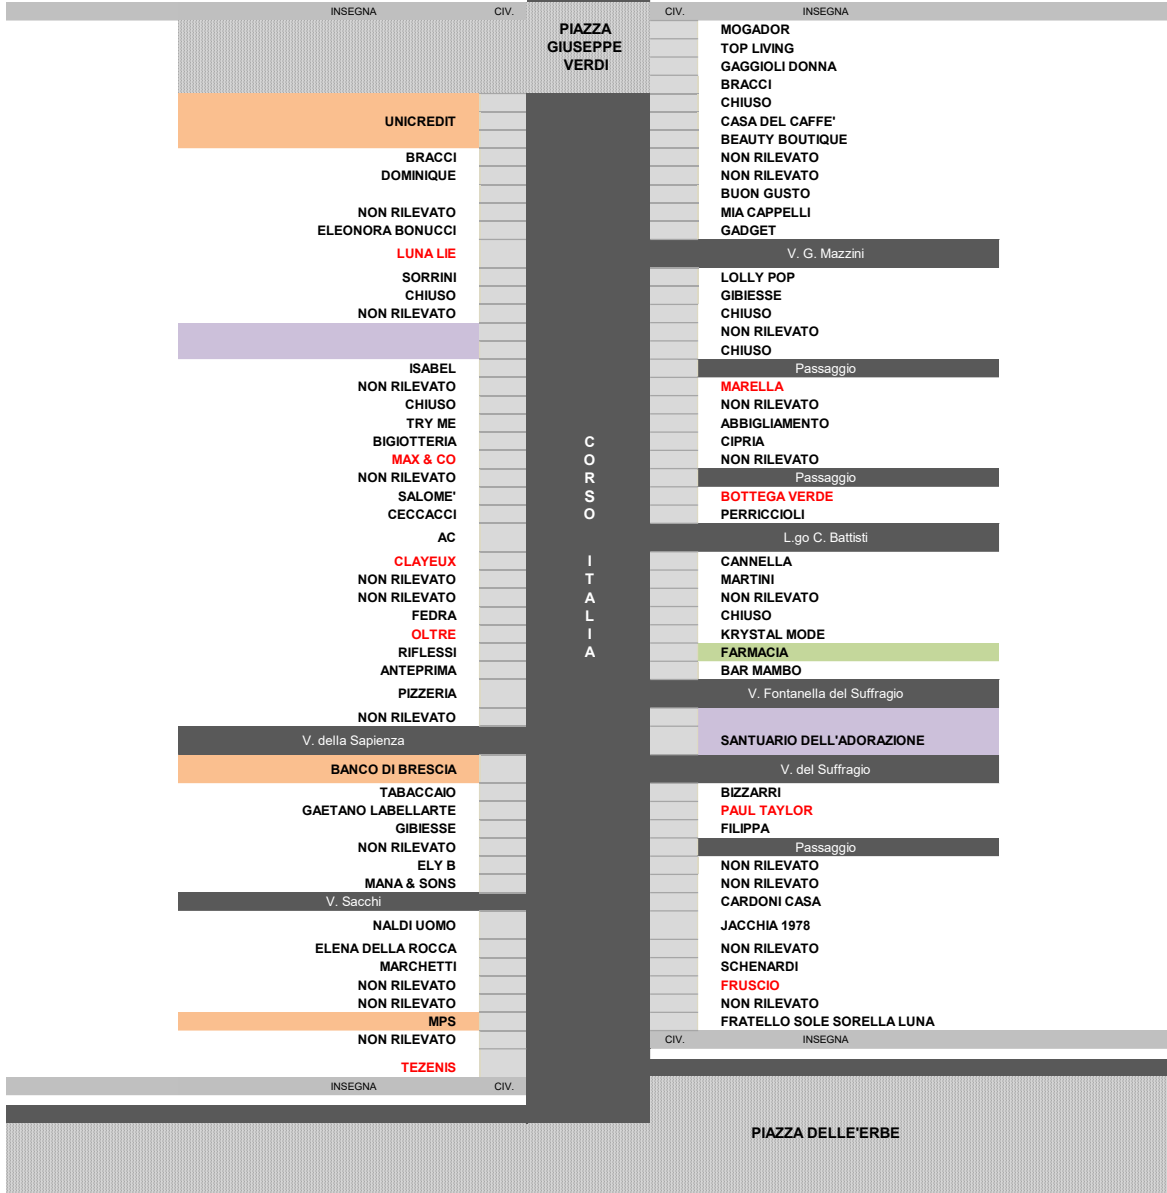 INSEGNA CIV. CIV. INSEGNA
PIAZZA
GIUSEPPE
VERDI
UNICREDIT
BRACCI
DOMINIQUE
NON RILEVATO
ELEONORA BONUCCI
LUNA LIE
SORRINI
CHIUSO
NON RILEVATO
ISABEL
NON RILEVATO
CHIUSO
TRY ME
BIGIOTTERIA
MAX & CO
NON RILEVATO
SALOME'
CECCACCI
AC
CLAYEUX
NON RILEVATO
NON RILEVATO
FEDRA
OLTRE
RIFLESSI
ANTEPRIMA
PIZZERIA
NON RILEVATO
V. della Sapienza
BANCO DI BRESCIA
TABACCAIO
GAETANO LABELLARTE
GIBIESSE
NON RILEVATO
ELY B
MANA & SONS
V. Sacchi
NALDI UOMO
ELENA DELLA ROCCA
MARCHETTI
NON RILEVATO
NON RILEVATO
MPS
NON RILEVATO
TEZENIS
INSEGNA CIV.
C
O
R
S
O
I
T
A
L
I
A
MOGADOR
TOP LIVING
GAGGIOLI DONNA
BRACCI
CHIUSO
CASA DEL CAFFE'
BEAUTY BOUTIQUE
NON RILEVATO
NON RILEVATO
BUON GUSTO
MIA CAPPELLI
GADGET
V. G. Mazzini
LOLLY POP
GIBIESSE
CHIUSO
NON RILEVATO
CHIUSO
Passaggio
MARELLA
NON RILEVATO
ABBIGLIAMENTO
CIPRIA
NON RILEVATO
Passaggio
BOTTEGA VERDE
PERRICCIOLI
L.go C. Battisti
CANNELLA
MARTINI
NON RILEVATO
CHIUSO
KRYSTAL MODE
FARMACIA
BAR MAMBO
V. Fontanella del Suffragio
SANTUARIO DELL'ADORAZIONE
V. del Suffragio
BIZZARRI
PAUL TAYLOR
FILIPPA
Passaggio
NON RILEVATO
NON RILEVATO
CARDONI CASA
JACCHIA 1978
NON RILEVATO
SCHENARDI
FRUSCIO
NON RILEVATO
FRATELLO SOLE SORELLA LUNA
CIV. INSEGNA
PIAZZA DELLE'ERBE